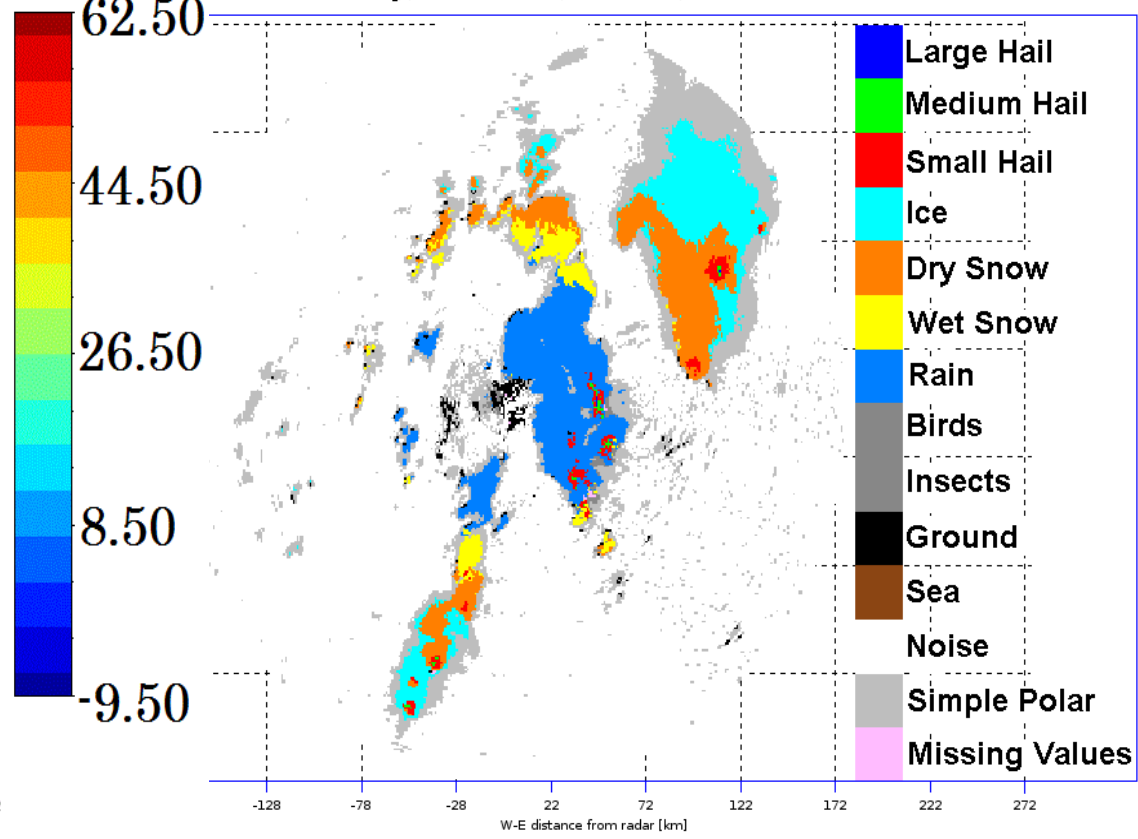 62.50
44.50
26.50
8.50
-9.50
Large Hail
Medium Hail
Small Hail
Ice
Dry Snow
Wet Snow
Rain
Birds
Insects
Ground
Sea
Noise
Simple Polar
Missing Values
-128 -78 -28 22 72 122 172 222 272
W-E distance from radar [km]